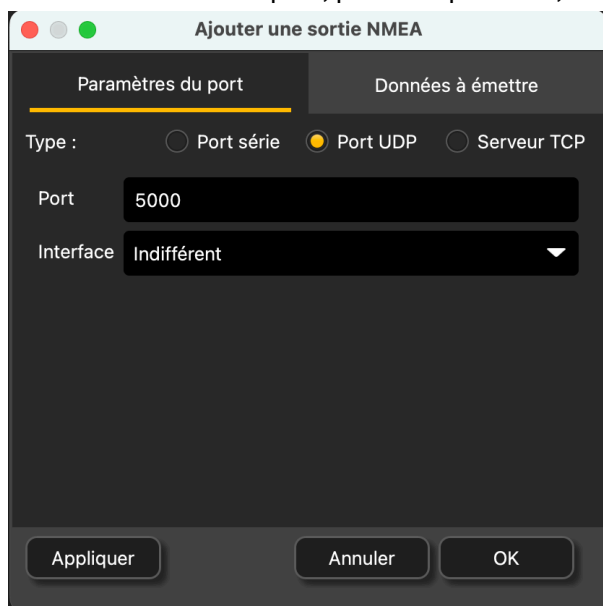 Ajouter une sortie NMEA
Paramètres du port Données à émettre
Type : Port série Port UDP Serveur TCP
Port 5000
Interface Indifférent
Appliquer Annuler OK